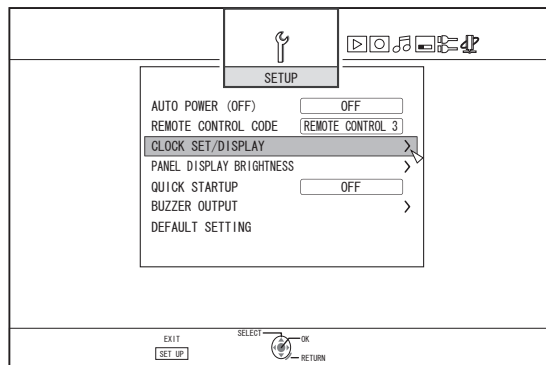 SETUP
AUTO POWER (OFF) OFF
REMOTE CONTROL CODE REMOTE CONTROL 3
CLOCK SET/DISPLAY
PANEL DISPLAY BRIGHTNESS
QUICK STARTUP OFF
BUZZER OUTPUT
DEFAULT SETTING
EXIT
SET UP
SELECT
OK
RETURN